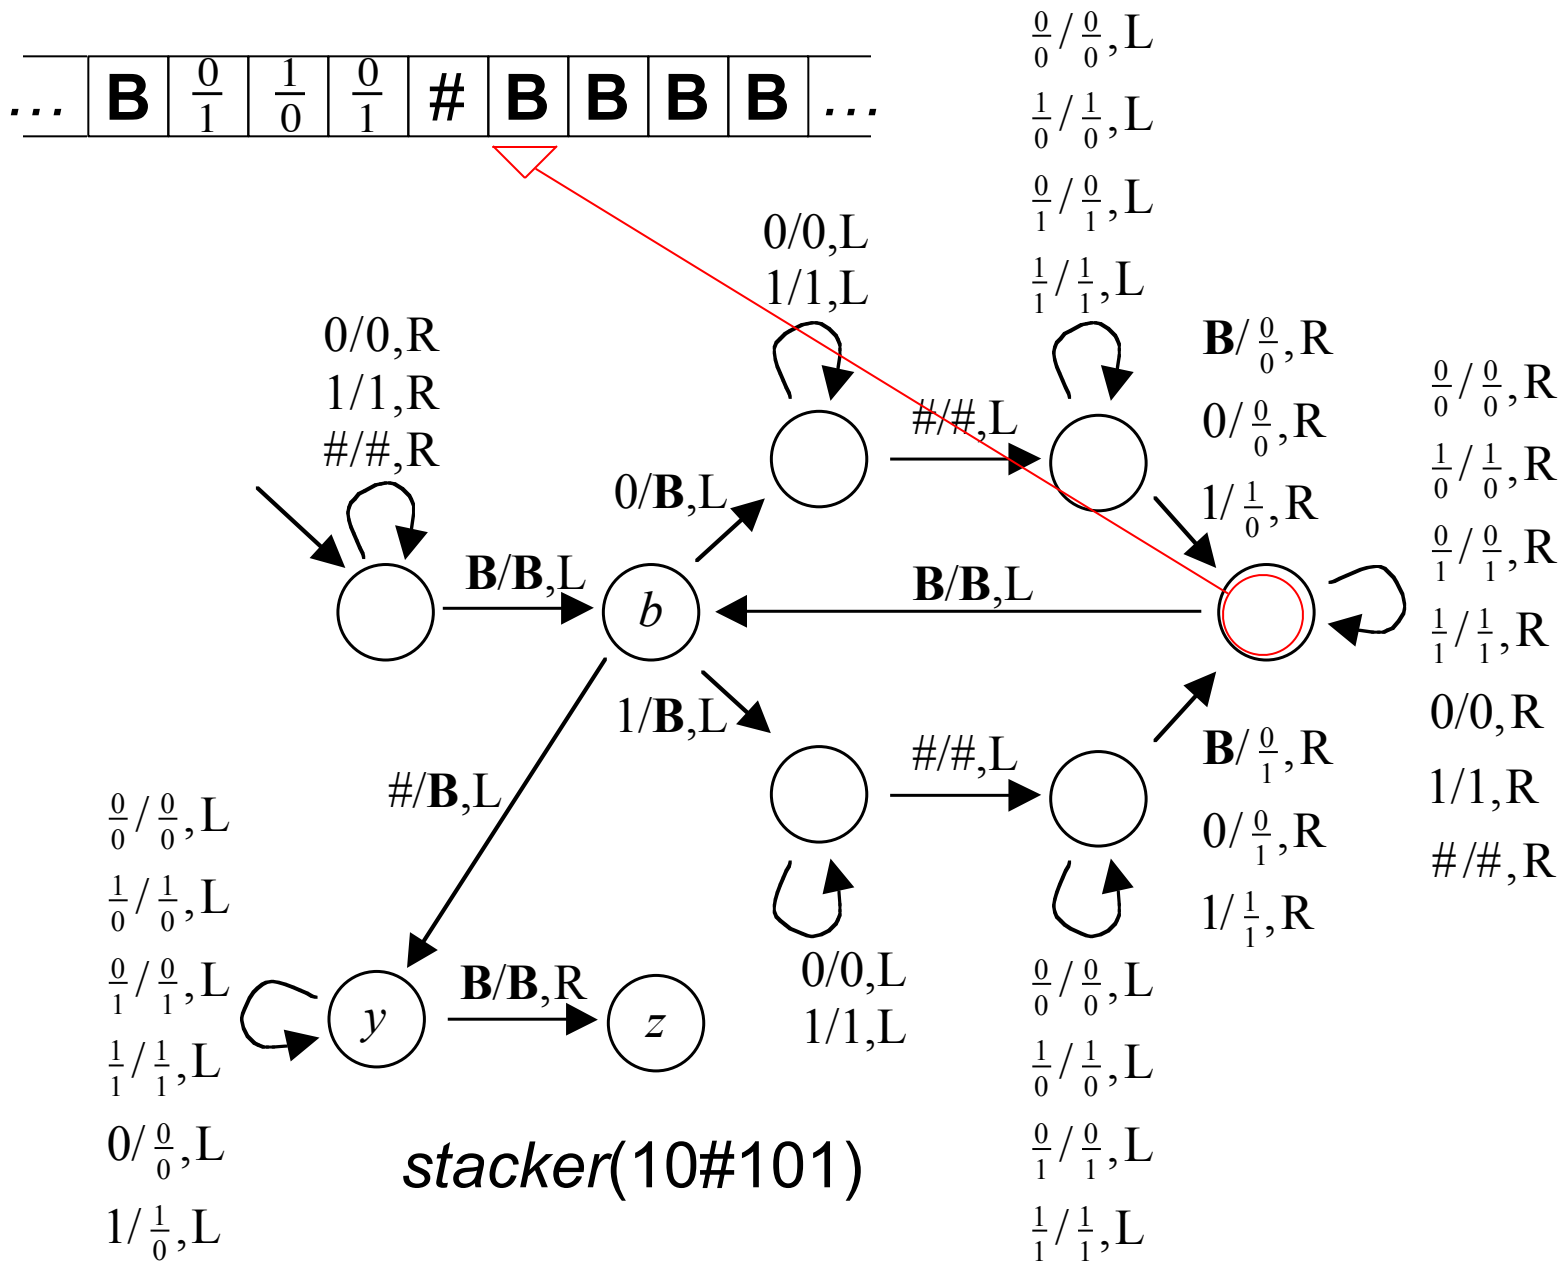 ... B 0/1 1/0 0/1 # B B B B ...
0/0 / 0/0, L
1/0 / 1/0, L
0/1 / 0/1, L
1/1 / 1/1, L
0/0,L
1/1,L
0/0,R
1/1,R
#/#,R
B/ 0/0, R
0/ 0/0, R
1/ 1/0, R
0/0 / 0/0, R
1/0 / 1/0, R
0/1 / 0/1, R
1/1 / 1/1, R
0/0, R
1/1, R
#/#, R
#/#,L
0/B,L
B/B,L
b
B/B,L
1/B,L
#/#,L
B/ 0/1, R
0/ 0/1, R
1/ 1/1, R
#/B,L
0/0 / 0/0, L
1/0 / 1/0, L
0/1 / 0/1, L
1/1 / 1/1, L
0/ 0/0, L
1/ 1/0, L
y
B/B,R
z
0/0,L
1/1,L
0/0 / 0/0, L
1/0 / 1/0, L
0/1 / 0/1, L
1/1 / 1/1, L
stacker(10#101)